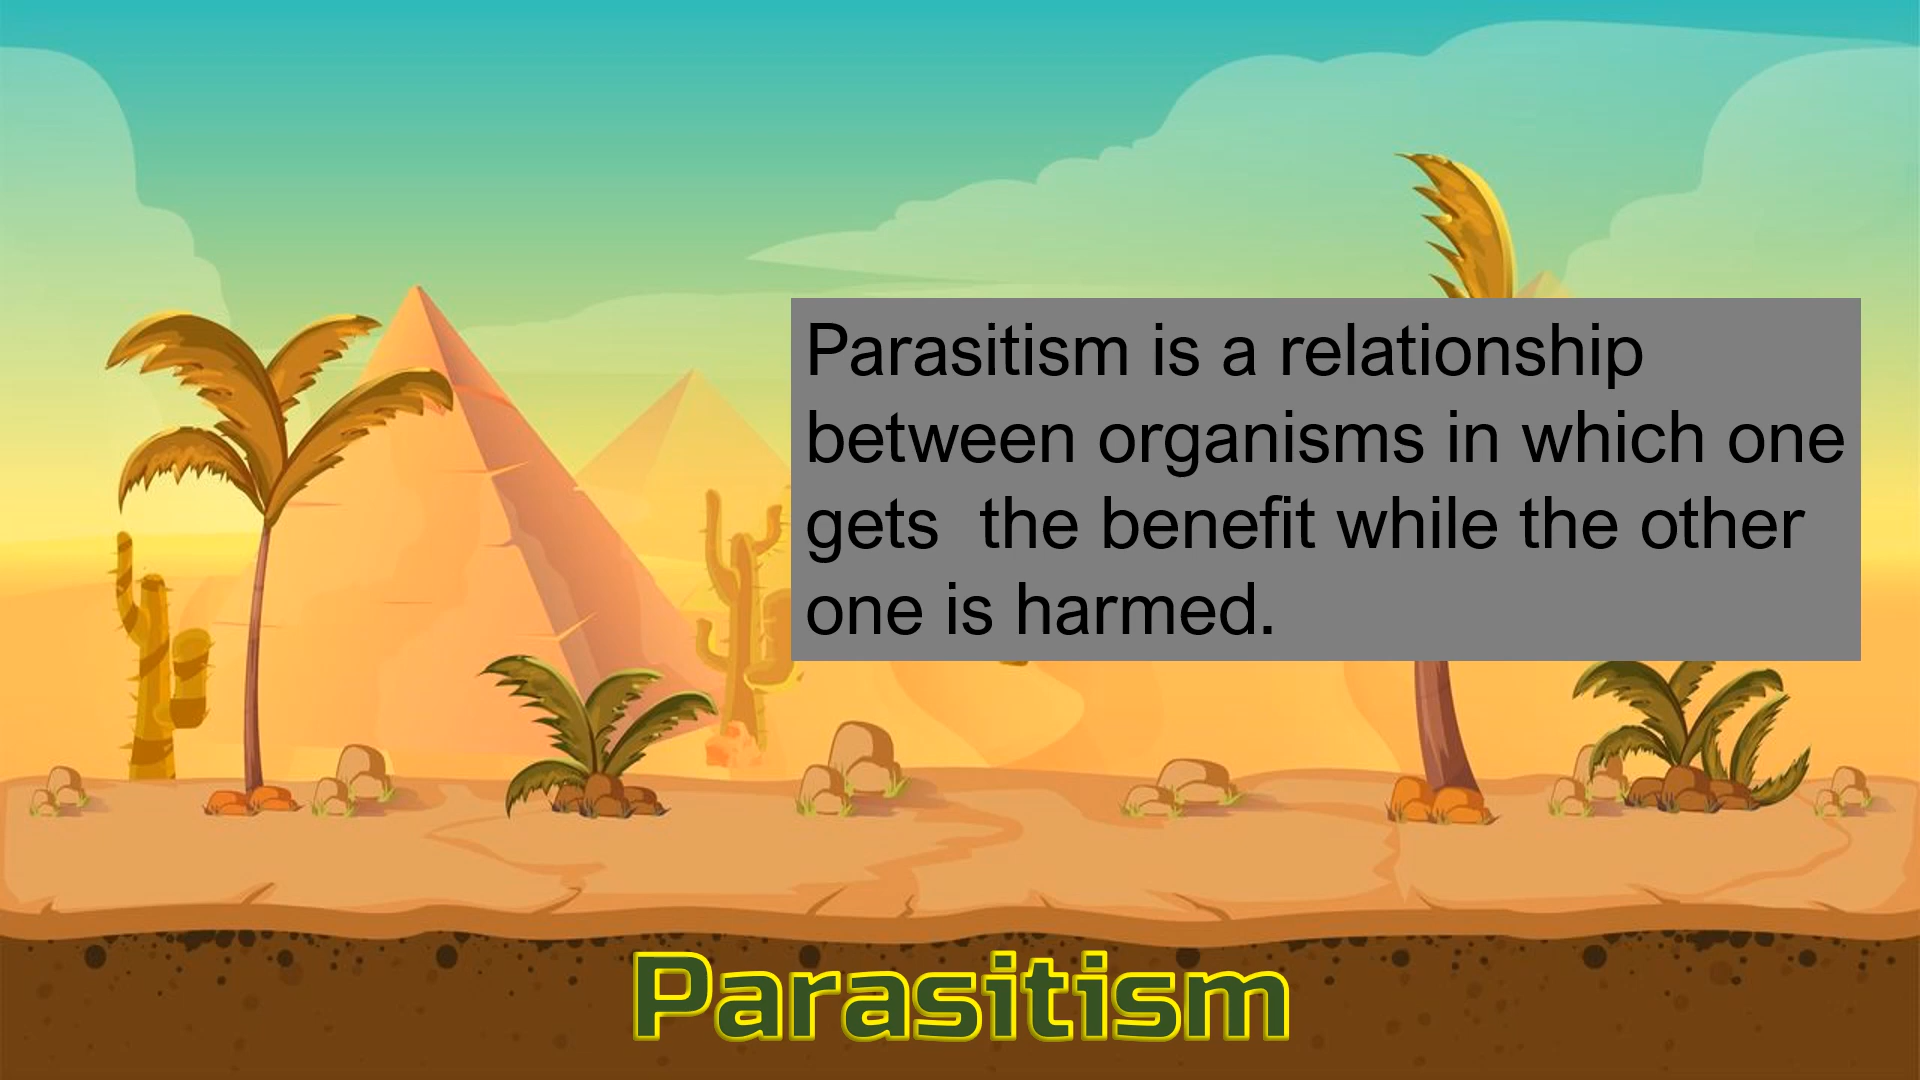 Parasitism is a relationship
between organisms in which one
gets  the benefit while the other
one is harmed.
Parasitism